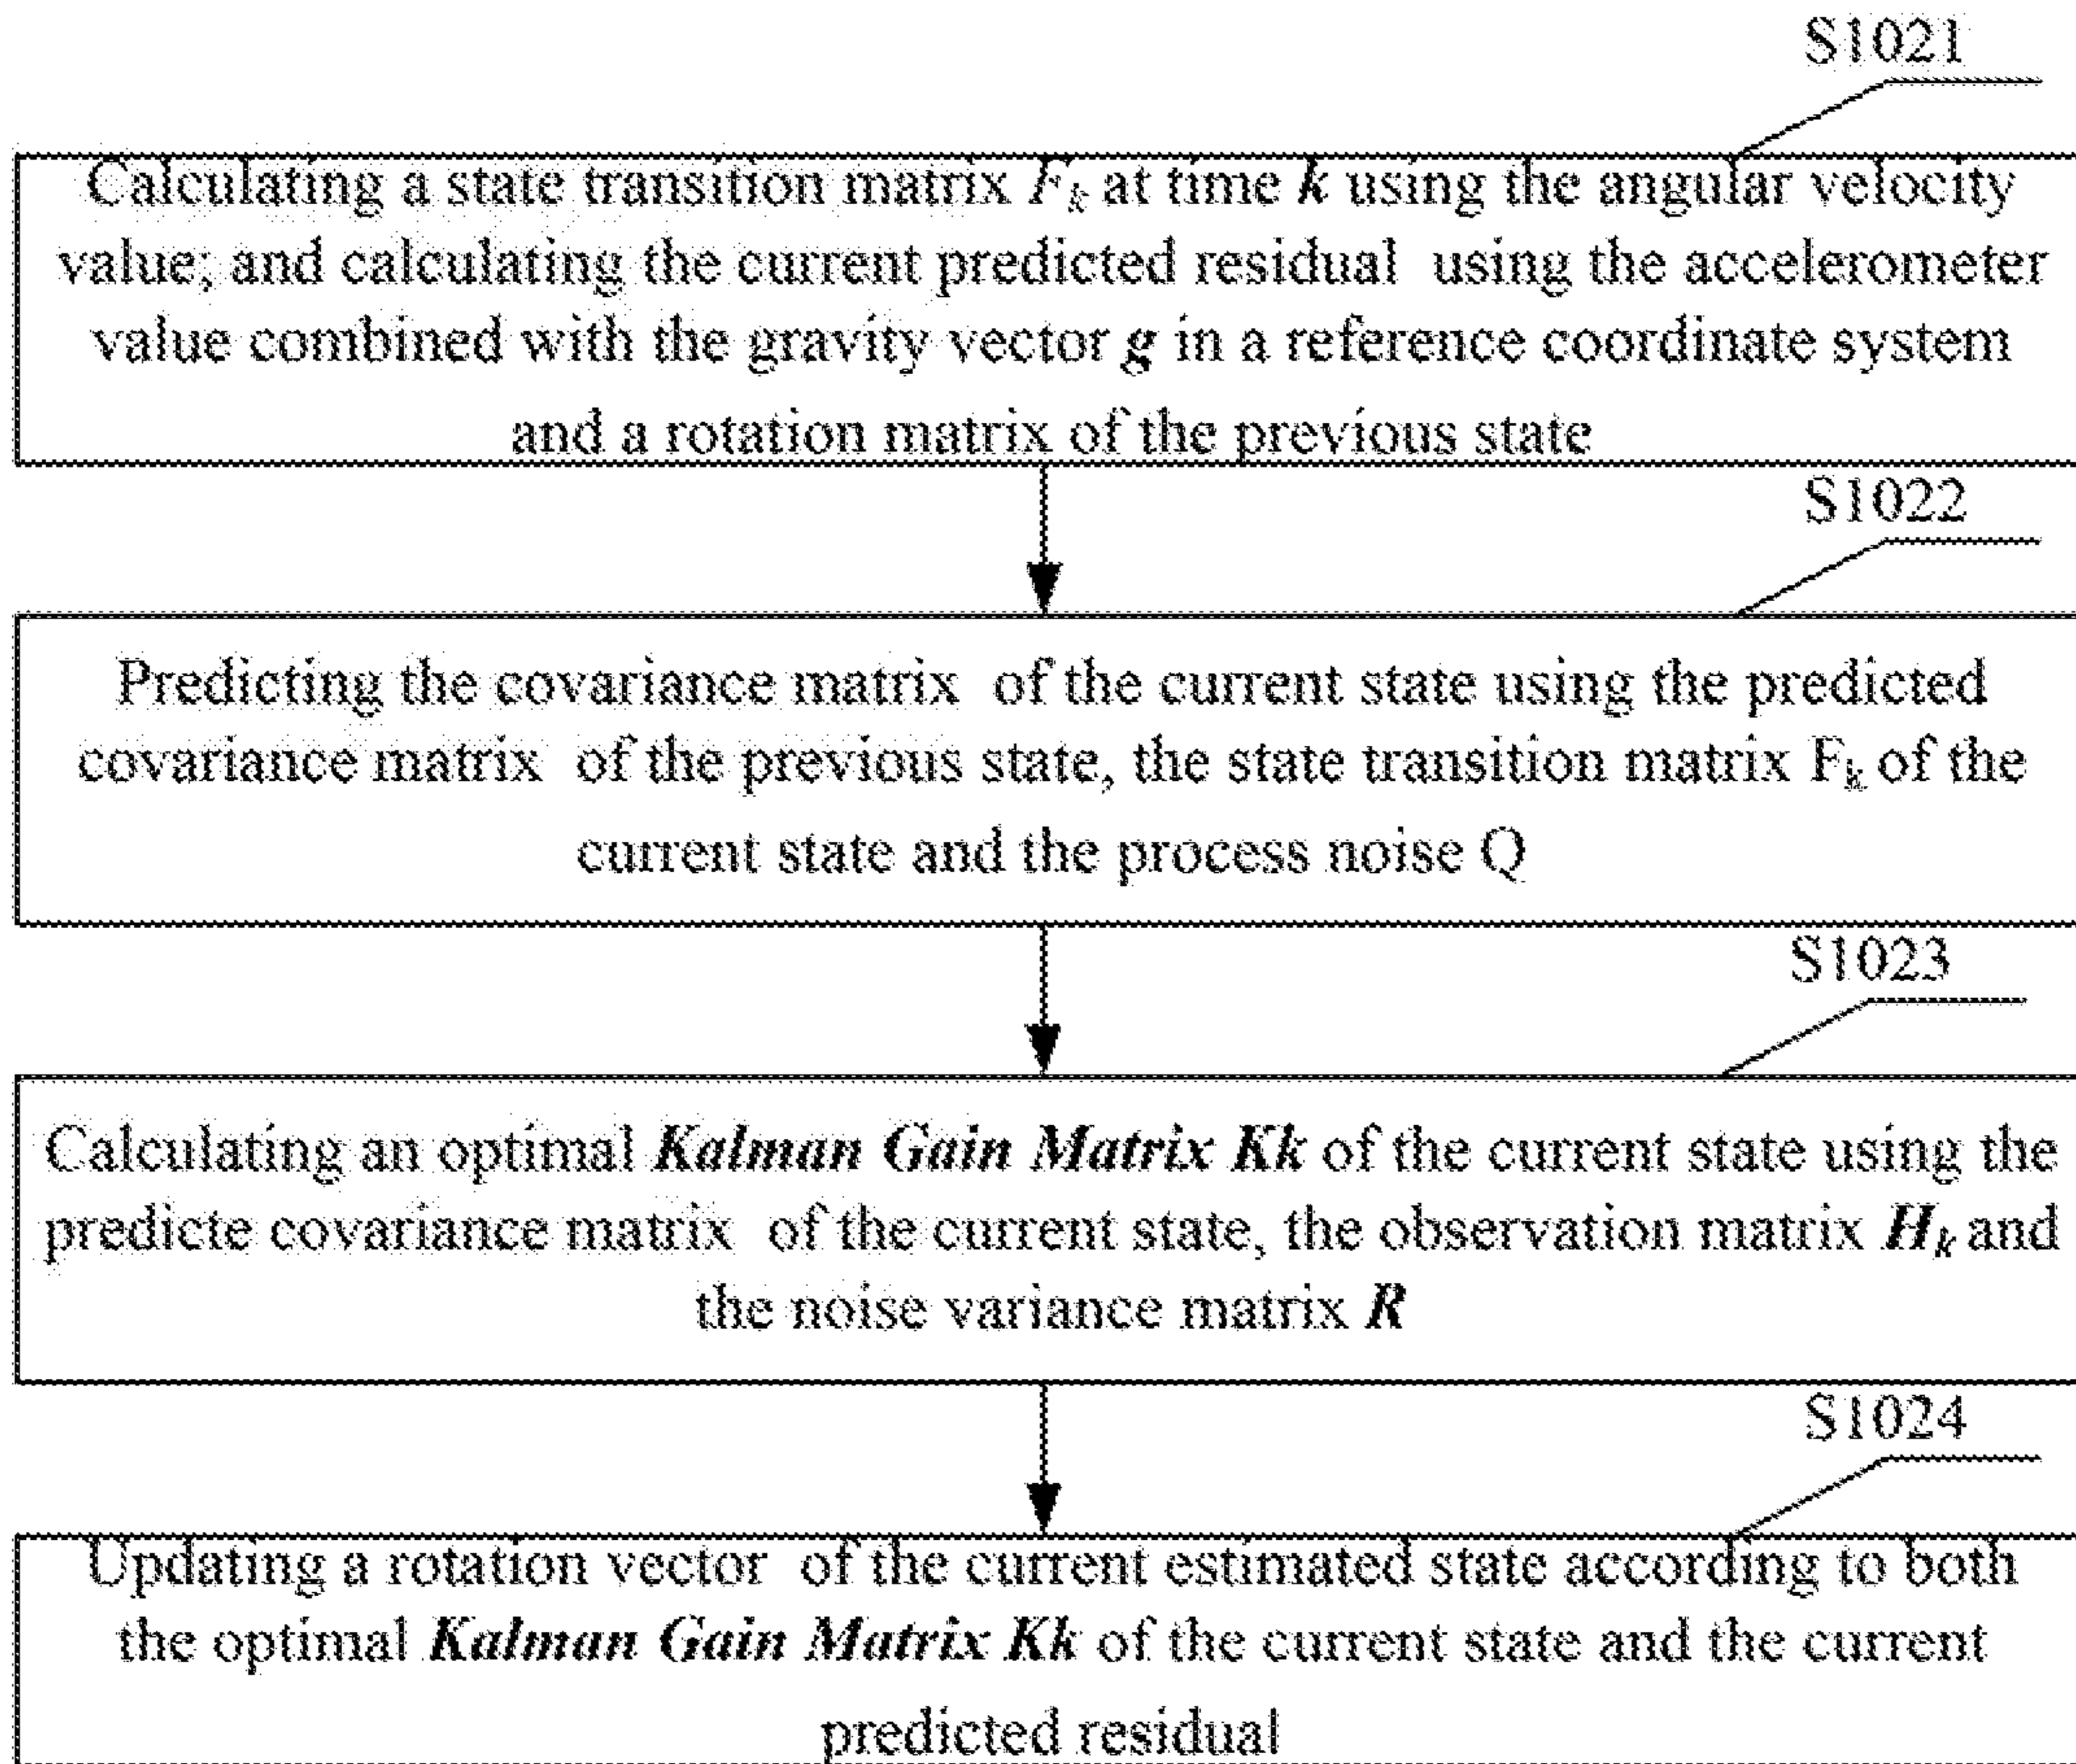 S1021
Calculating a state transition matrix Fk at time k using the angular velocity
value; and calculating the current predicted residual using the accelerometer
value combined with the gravity vector g in a reference coordinate system
and a rotation matrix of the previous state
S1022
Predicting the covariance matrix of the current state using the predicted
covariance matrix of the previous state, the state transition matrix Fk of the
current state and the process noise Q
S1023
Calculating an optimal Kalman Gain Matrix Kk of the current state using the
predicte covariance matrix of the current state, the observation matrix Hk and
the noise variance matrix R
S1024
Updating a rotation vector of the current estimated state according to both
the optimal Kalman Gain Matrix Kk of the current state and the current
predicted residual